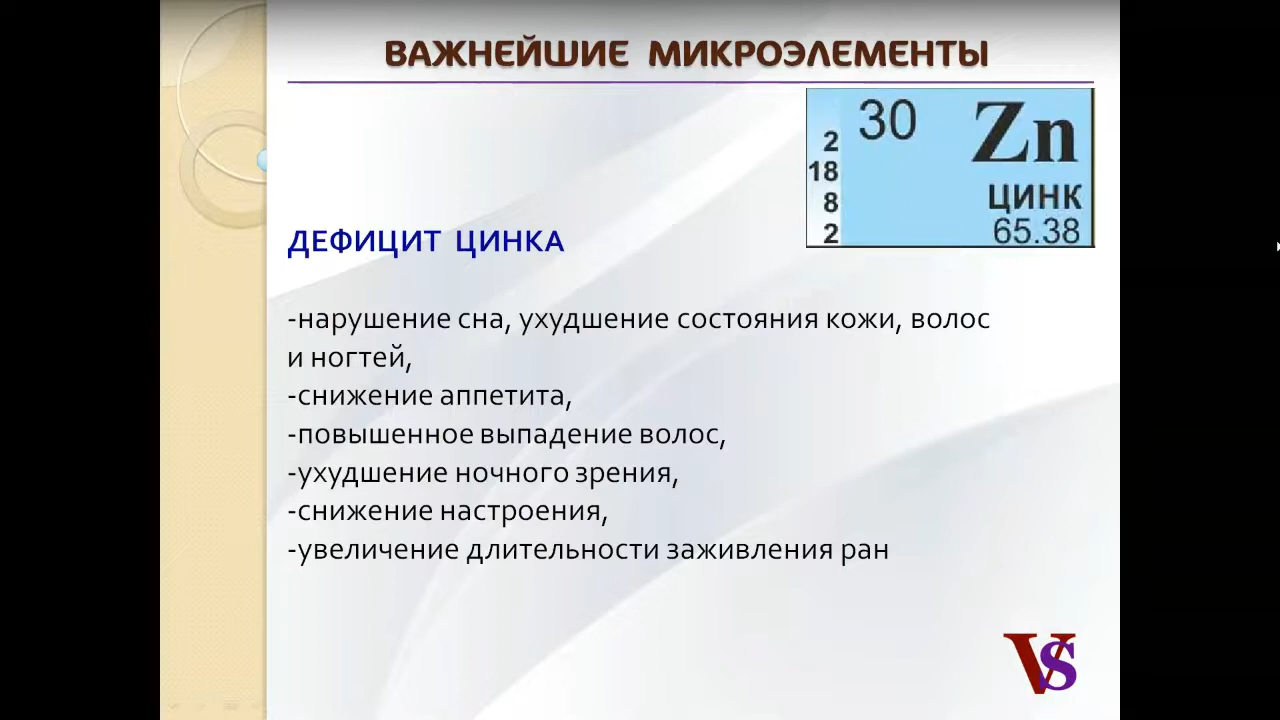 ВАЖНЕЙШИЕ МИКРОЭЛЕМЕНТЫ
30 Zn
2
18
8
2
ЦИНК
65.38
ДЕФИЦИТ ЦИНКА
-нарушение сна, ухудшение состояния кожи, волос
и ногтей,
-снижение аппетита,
-повышенное выпадение волос,
-ухудшение ночного зрения,
-снижение настроения,
-увеличение длительности заживления ран
VS